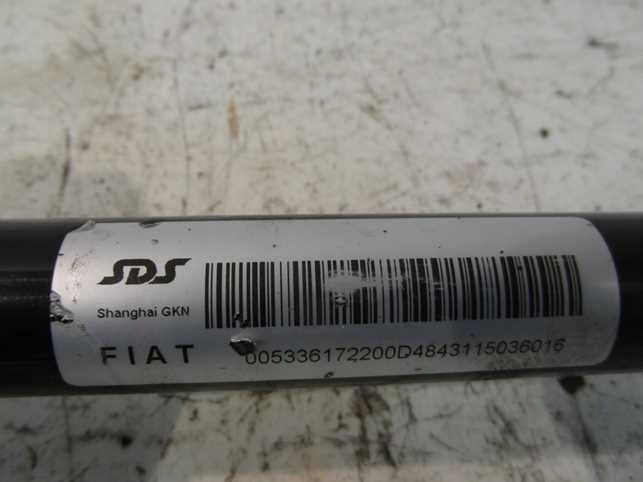 SDS
Shanghai GKN
FIAT
005336172200D4843115036016